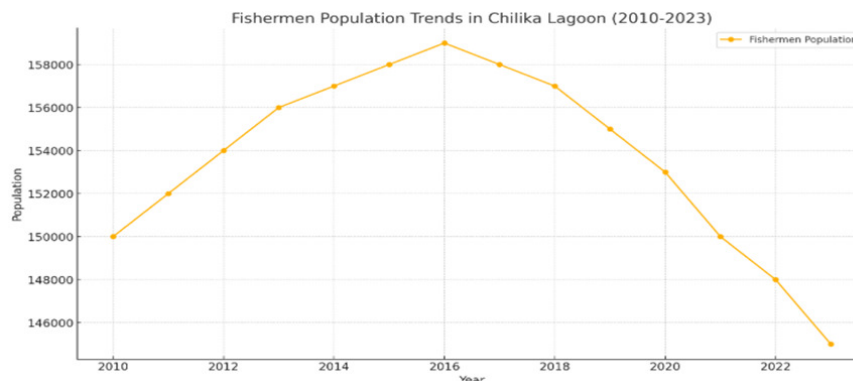 Fishermen Population Trends in Chilika Lagoon (2010-2023)
Fishermen Population
158000
156000
154000
152000
150000
148000
146000
Population
2010 2012 2014 2016 2018 2020 2022
Year